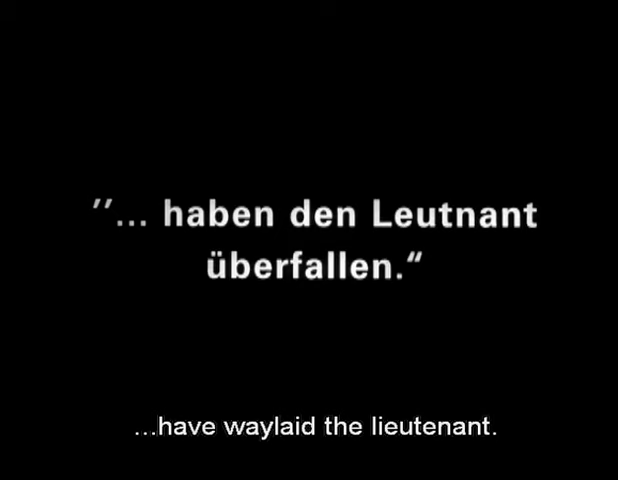 "... haben den Leutnant
überfallen.“
...have waylaid the lieutenant.